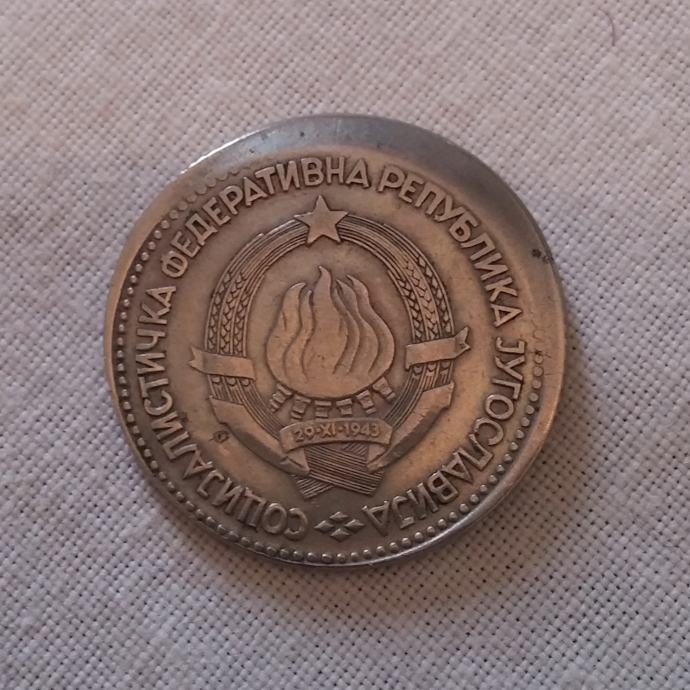 СОЦИЈАЛИСТИЧКА ФЕДЕРАТИВНА РЕПУБЛИКА ЈУГОСЛАВИЈА
29·XI·1943